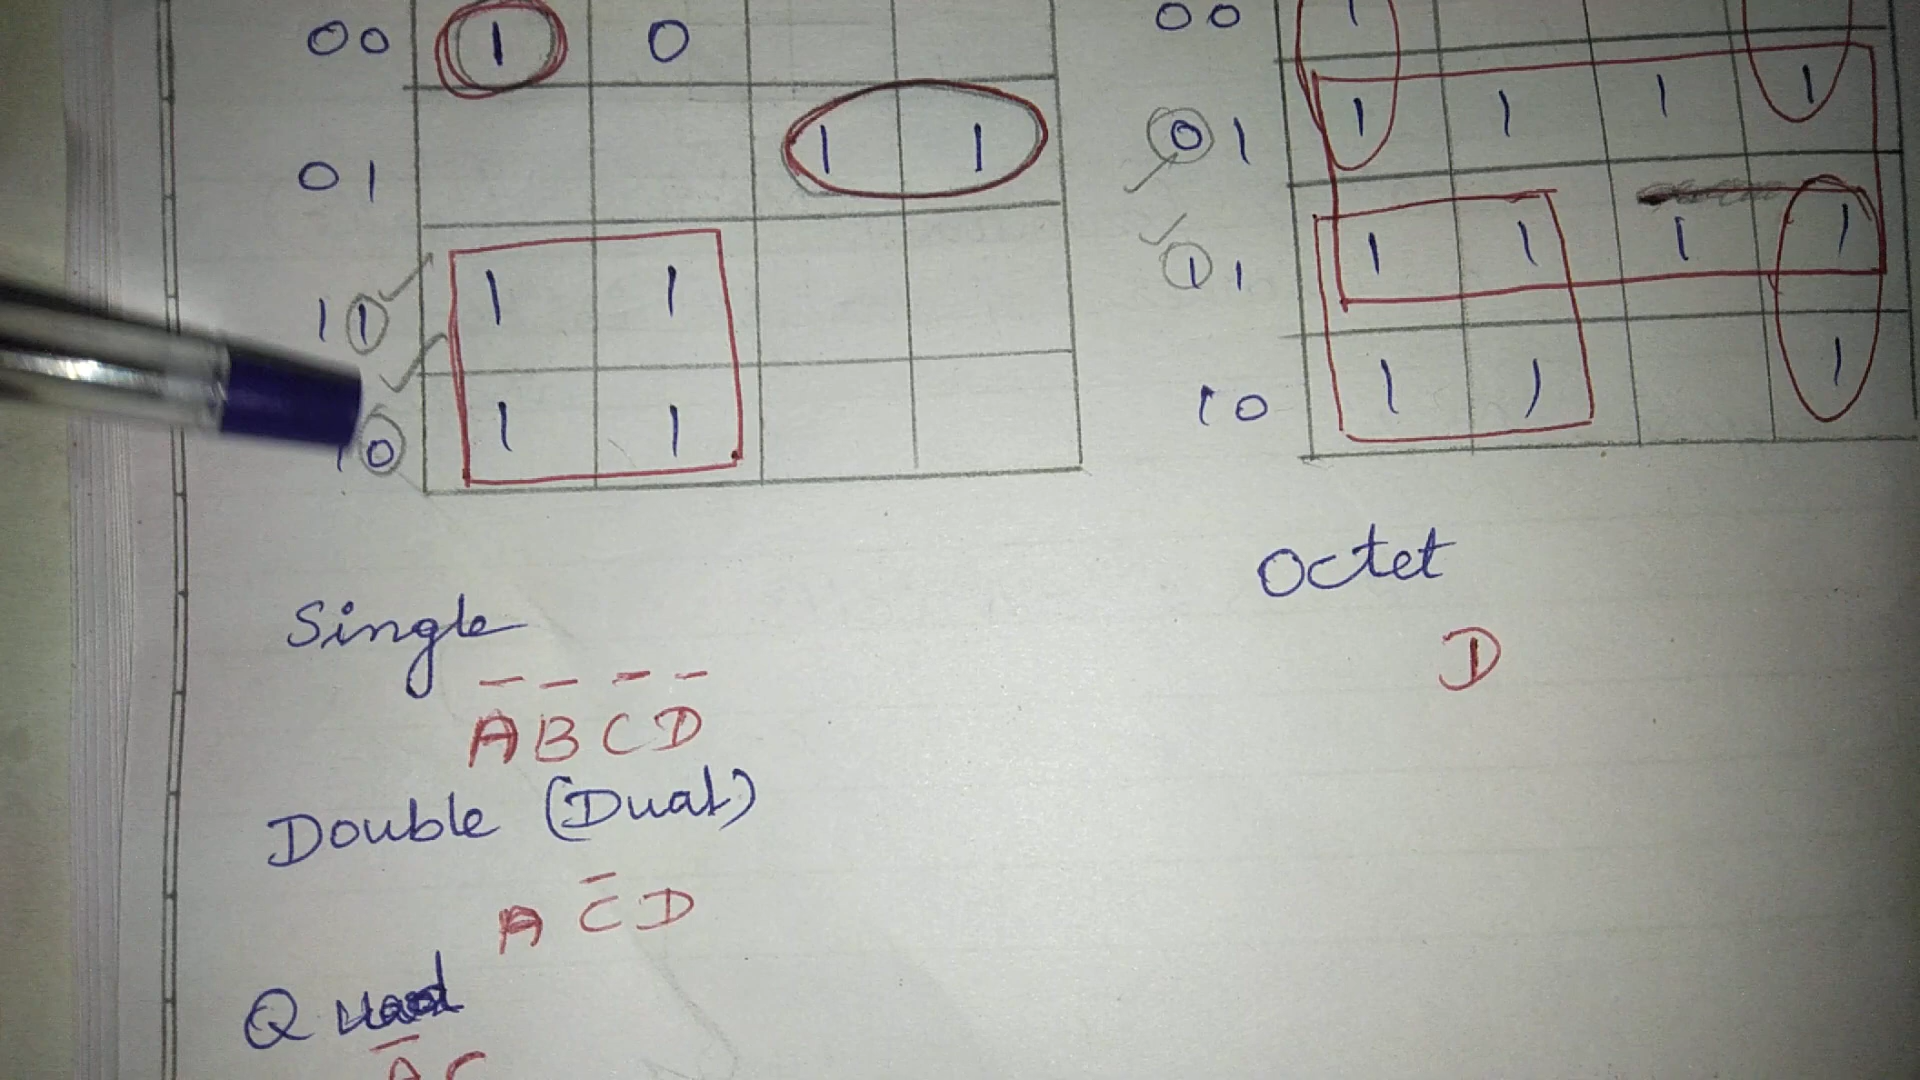 00 1 0
01 1 1
11 1 1
10 1 1
00 1
01 1 1 1 1
11 1 1 1 1
10 1 1 1
Single
A̅ B̅ C̅ D̅
Double (Dual)
A C̅ D
Quad
A̅ C
Octet
D